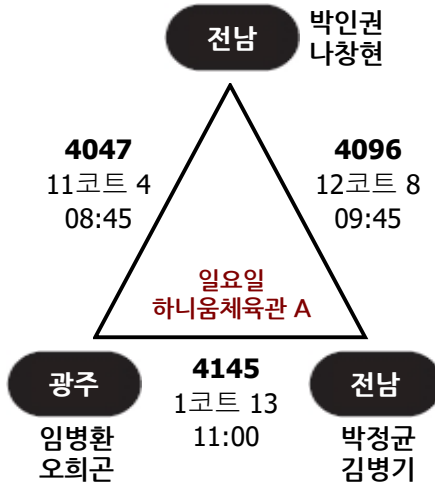 전남
박인권
나창현
4047
11코트 4
08:45
4096
12코트 8
09:45
일요일
하니움체육관 A
광주
임병환
오희곤
4145
1코트 13
11:00
전남
박정균
김병기